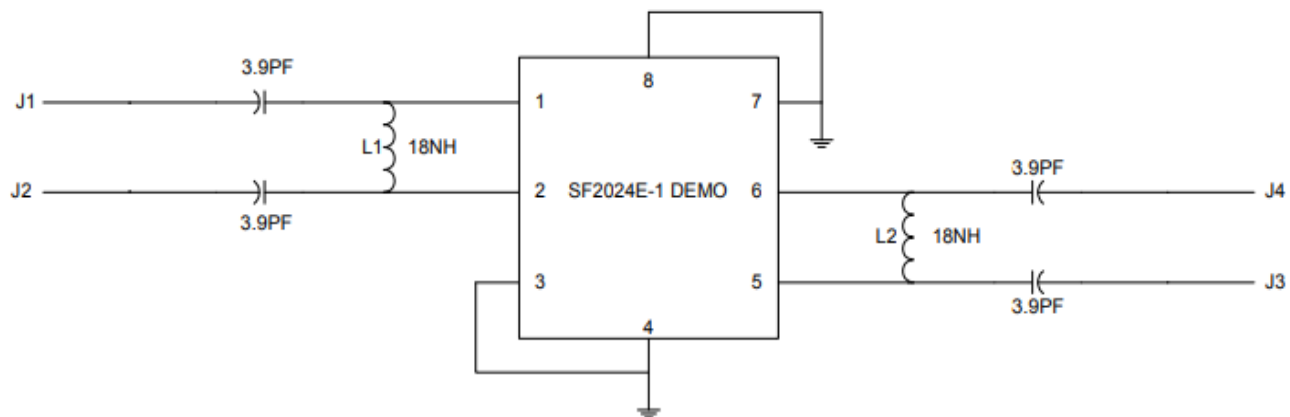 3.9PF
8
J1
1
7
L1 18NH
3.9PF
J2
2
SF2024E-1 DEMO
6
J4
3.9PF
L2 18NH
3
5
J3
4
3.9PF